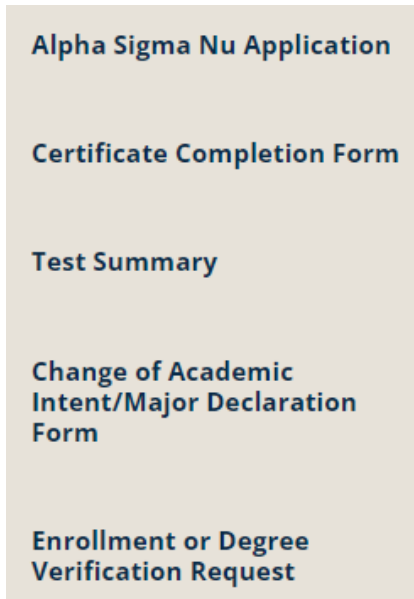 Alpha Sigma Nu Application
Certificate Completion Form
Test Summary
Change of Academic
Intent/Major Declaration
Form
Enrollment or Degree
Verification Request